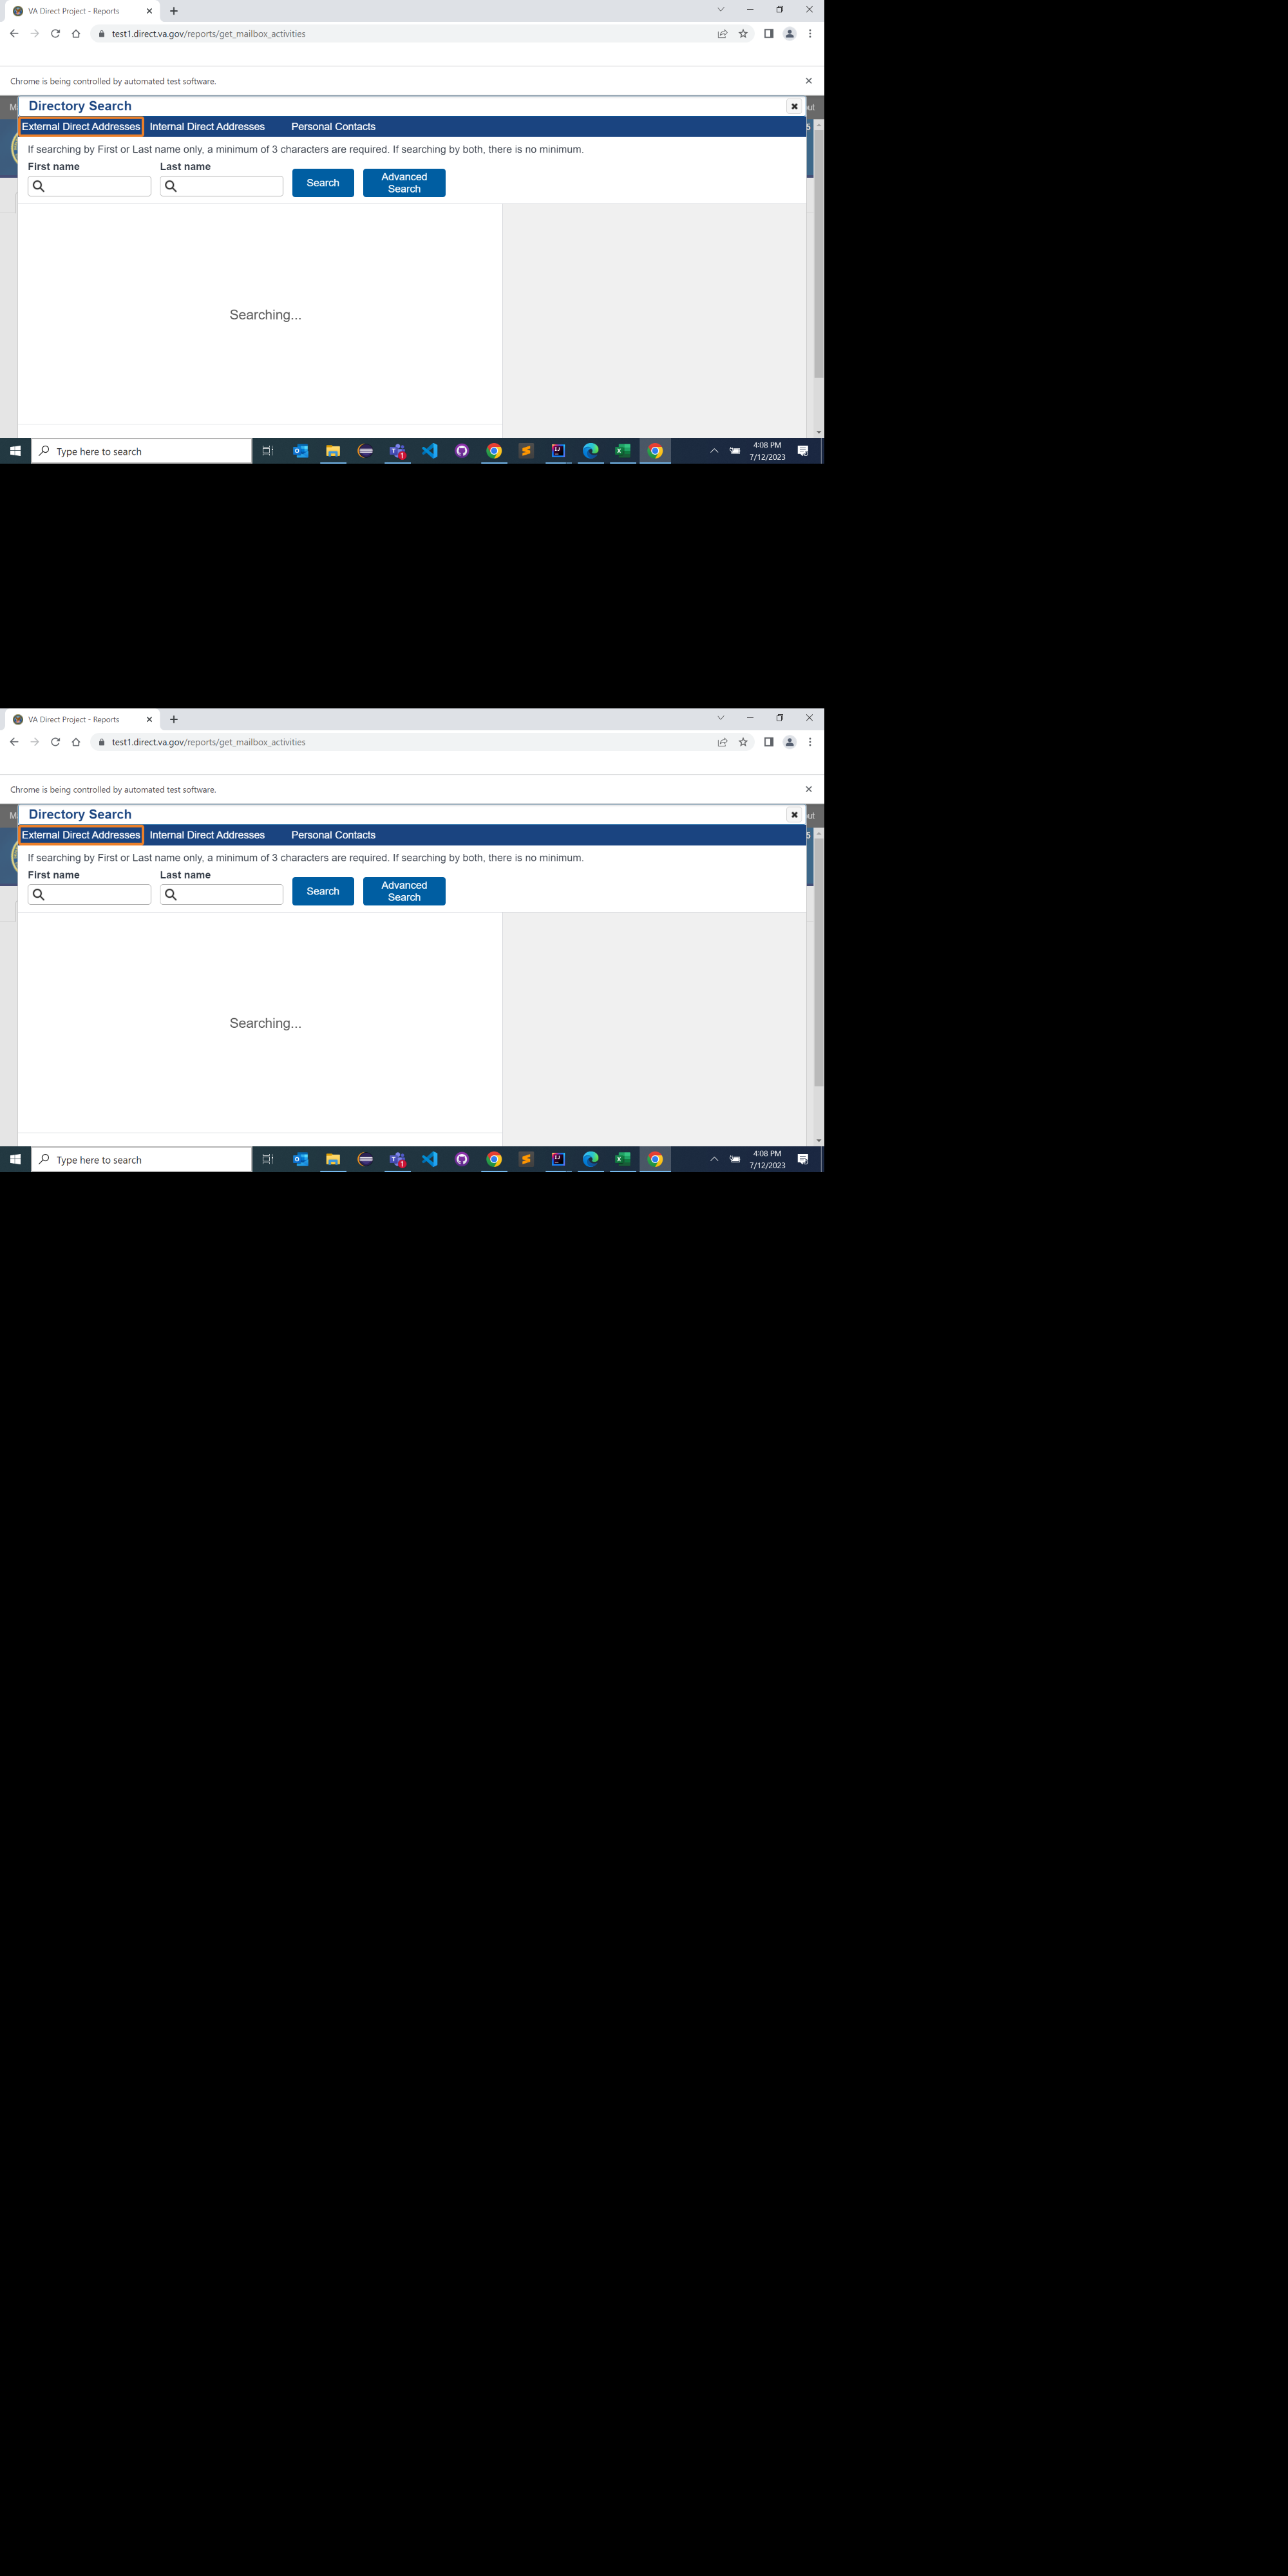 VA Direct Project - Reports
test1.direct.va.gov/reports/get_mailbox_activities
Chrome is being controlled by automated test software.
Directory Search
External Direct Addresses Internal Direct Addresses Personal Contacts
If searching by First or Last name only, a minimum of 3 characters are required. If searching by both, there is no minimum.
First name Last name
Search Advanced Search
Searching...
Type here to search
4:08 PM
7/12/2023
VA Direct Project - Reports
test1.direct.va.gov/reports/get_mailbox_activities
Chrome is being controlled by automated test software.
Directory Search
External Direct Addresses Internal Direct Addresses Personal Contacts
If searching by First or Last name only, a minimum of 3 characters are required. If searching by both, there is no minimum.
First name Last name
Search Advanced Search
Searching...
Type here to search
4:08 PM
7/12/2023